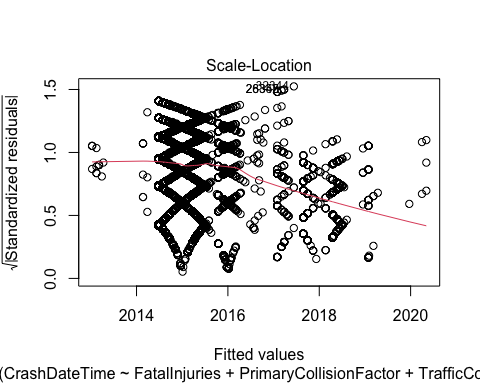 Scale-Location
√|Standardized residuals|
1.5
1.0
0.5
0.0
2014
2016
2018
2020
Fitted values
(CrashDateTime ~ FatalInjuries + PrimaryCollisionFactor + TrafficCo